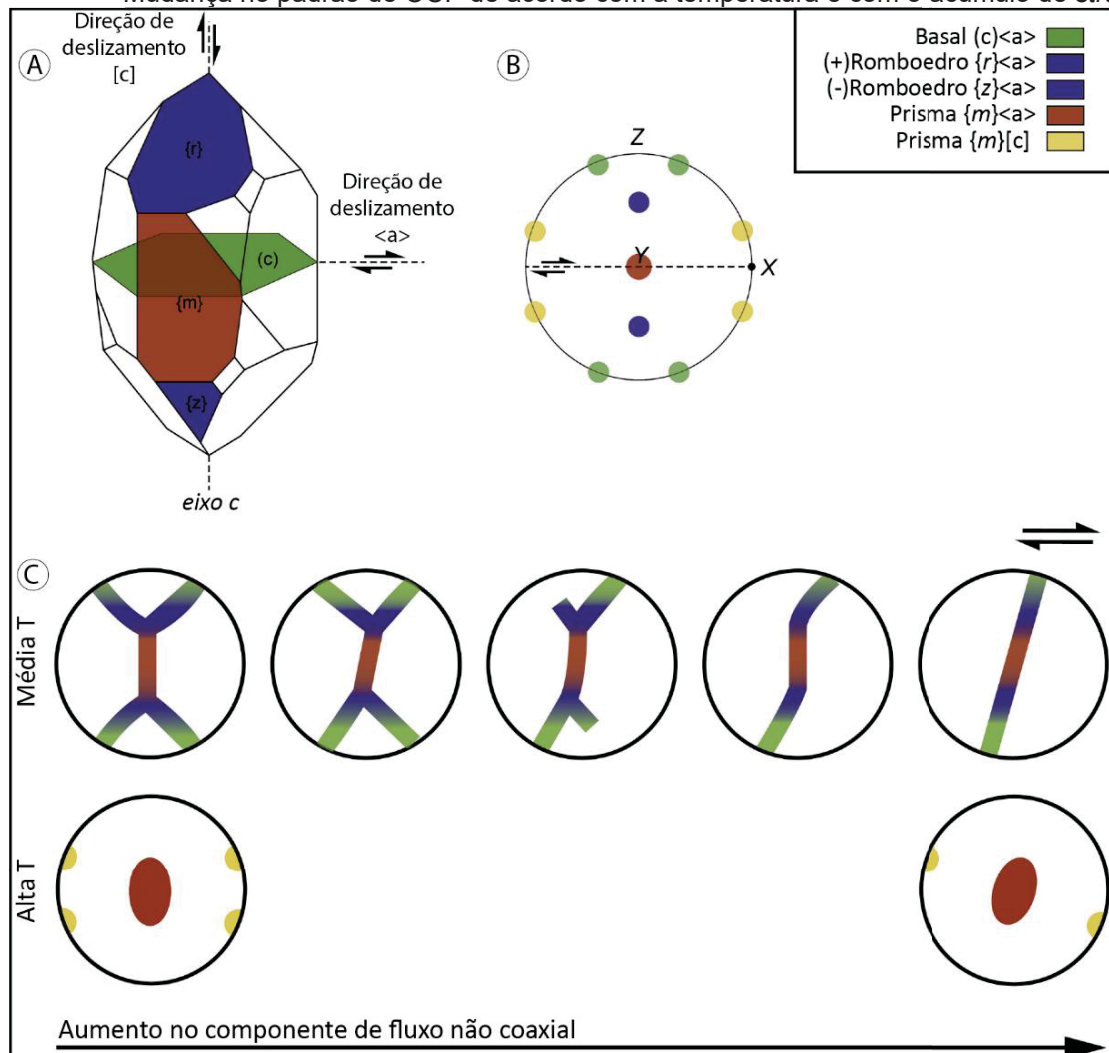 Direção de
deslizamento
[c]
A
B
Basal (c)<a>
(+)Romboedro {r}<a>
(-)Romboedro {z}<a>
Prisma {m}<a>
Prisma {m}[c]
{r}
Direção de
deslizamento
<a>
(c)
{m}
{z}
eixo c
Z
Y
X
C
Média T
Alta T
Aumento no componente de fluxo não coaxial